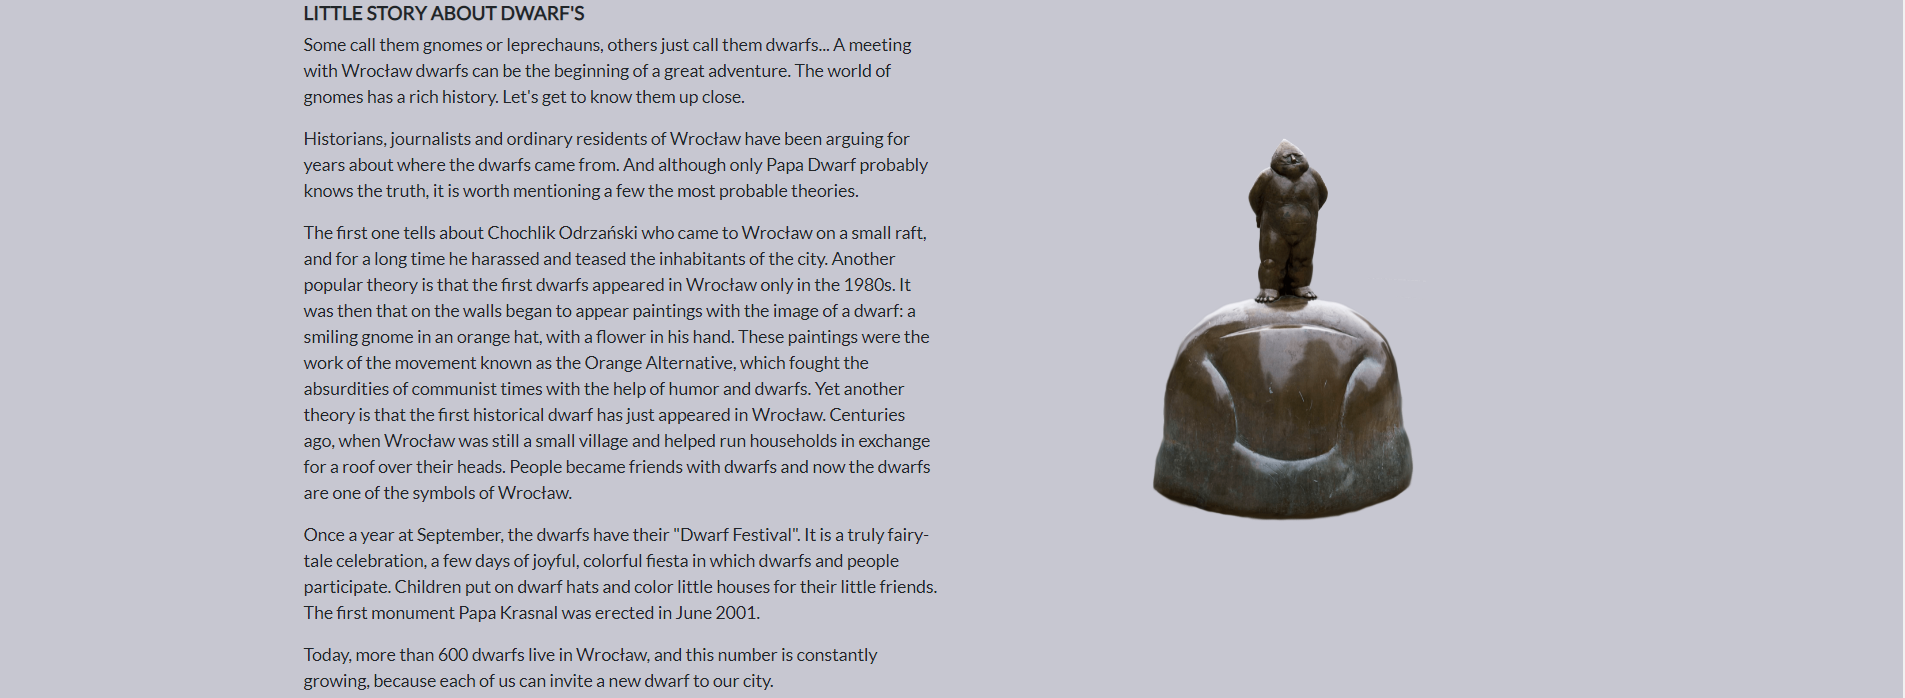 LITTLE STORY ABOUT DWARF'S
Some call them gnomes or leprechauns, others just call them dwarfs... A meeting
with Wrocław dwarfs can be the beginning of a great adventure. The world of
gnomes has a rich history. Let's get to know them up close.
Historians, journalists and ordinary residents of Wrocław have been arguing for
years about where the dwarfs came from. And although only Papa Dwarf probably
knows the truth, it is worth mentioning a few the most probable theories.
The first one tells about Chochlik Odrzański who came to Wrocław on a small raft,
and for a long time he harassed and teased the inhabitants of the city. Another
popular theory is that the first dwarfs appeared in Wrocław only in the 1980s. It
was then that on the walls began to appear paintings with the image of a dwarf: a
smiling gnome in an orange hat, with a flower in his hand. These paintings were the
work of the movement known as the Orange Alternative, which fought the
absurdities of communist times with the help of humor and dwarfs. Yet another
theory is that the first historical dwarf has just appeared in Wrocław. Centuries
ago, when Wrocław was still a small village and helped run households in exchange
for a roof over their heads. People became friends with dwarfs and now the dwarfs
are one of the symbols of Wrocław.
Once a year at September, the dwarfs have their "Dwarf Festival". It is a truly fairy-
tale celebration, a few days of joyful, colorful fiesta in which dwarfs and people
participate. Children put on dwarf hats and color little houses for their little friends.
The first monument Papa Krasnal was erected in June 2001.
Today, more than 600 dwarfs live in Wrocław, and this number is constantly
growing, because each of us can invite a new dwarf to our city.